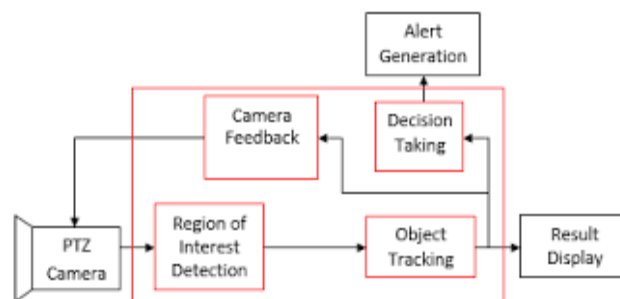 Alert
Generation
Camera
Feedback
Decision
Taking
PTZ
Camera
Region of
Interest
Detection
Object
Tracking
Result
Display